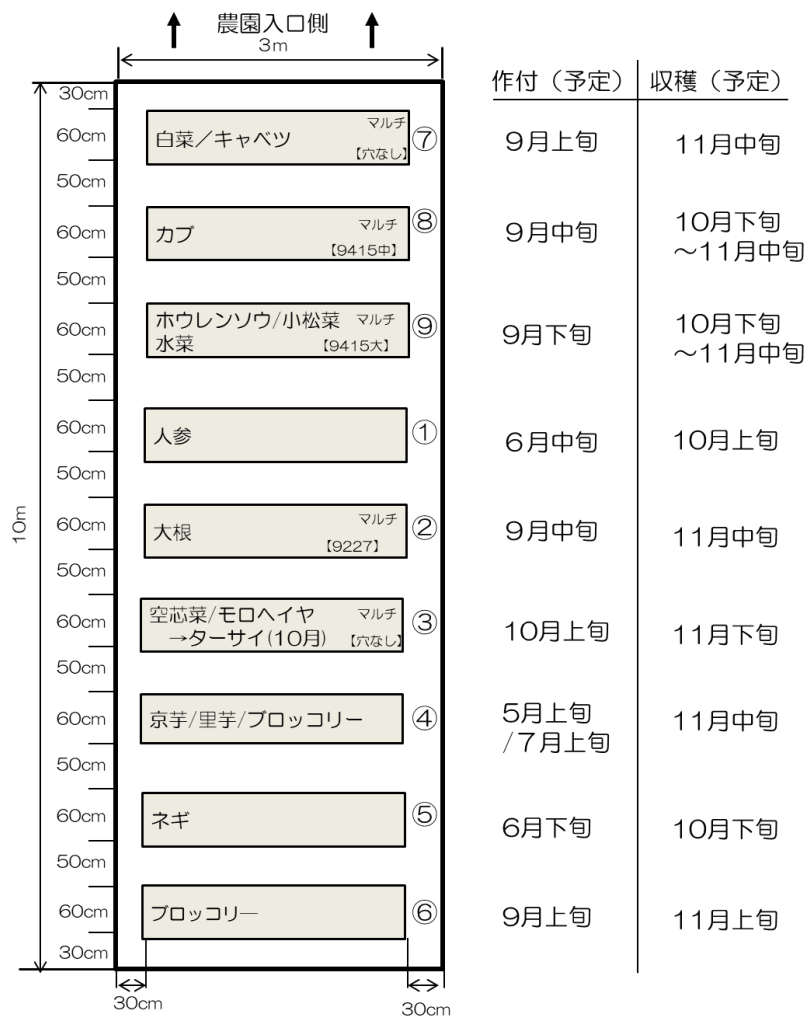 農園入口側
3m
作付（予定） 収穫（予定）
30cm
60cm
白菜／キャベツ マルチ ⑦
【穴なし】
9月上旬 11月中旬
50cm
60cm
カブ マルチ ⑧
【9415中】
9月中旬 10月下旬
～11月中旬
50cm
60cm
ホウレンソウ/小松菜 マルチ ⑨
水菜 【9415大】
9月下旬 10月下旬
～11月中旬
50cm
60cm
人参 ①
6月中旬 10月上旬
50cm
10m
60cm
大根 マルチ ②
【9227】
9月中旬 11月中旬
50cm
60cm
空芯菜/モロヘイヤ マルチ ③
→ターサイ(10月) 【穴なし】
10月上旬 11月下旬
50cm
60cm
京芋/里芋/ブロッコリー ④
5月上旬 11月中旬
/7月上旬
50cm
60cm
ネギ ⑤
6月下旬 10月下旬
50cm
60cm
ブロッコリー ⑥
9月上旬 11月上旬
30cm
30cm 30cm